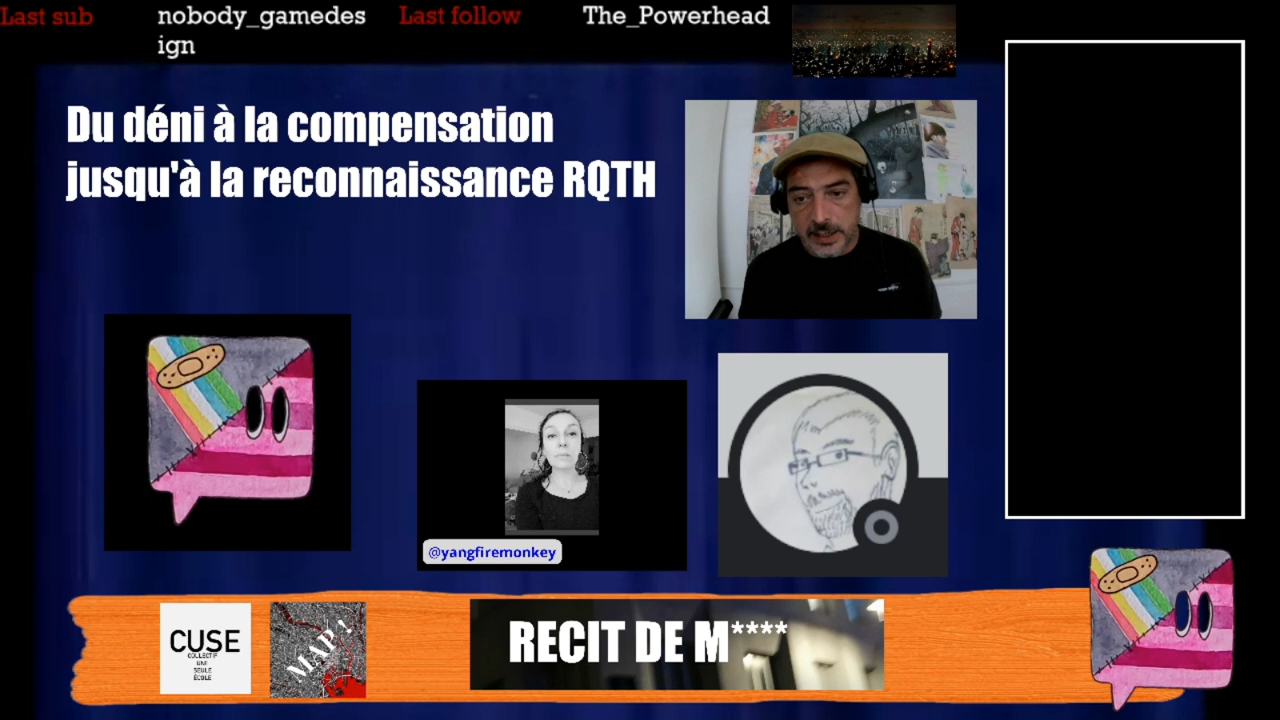 Last sub
nobody_gamedes
ign
Last follow
The_Powerhead
Du déni à la compensation
jusqu'à la reconnaissance RQTH
@yangfiremonkey
CUSE
COLLECTIF
UNE
SEULE
ÉCOLE
MAP !
RECIT DE M****